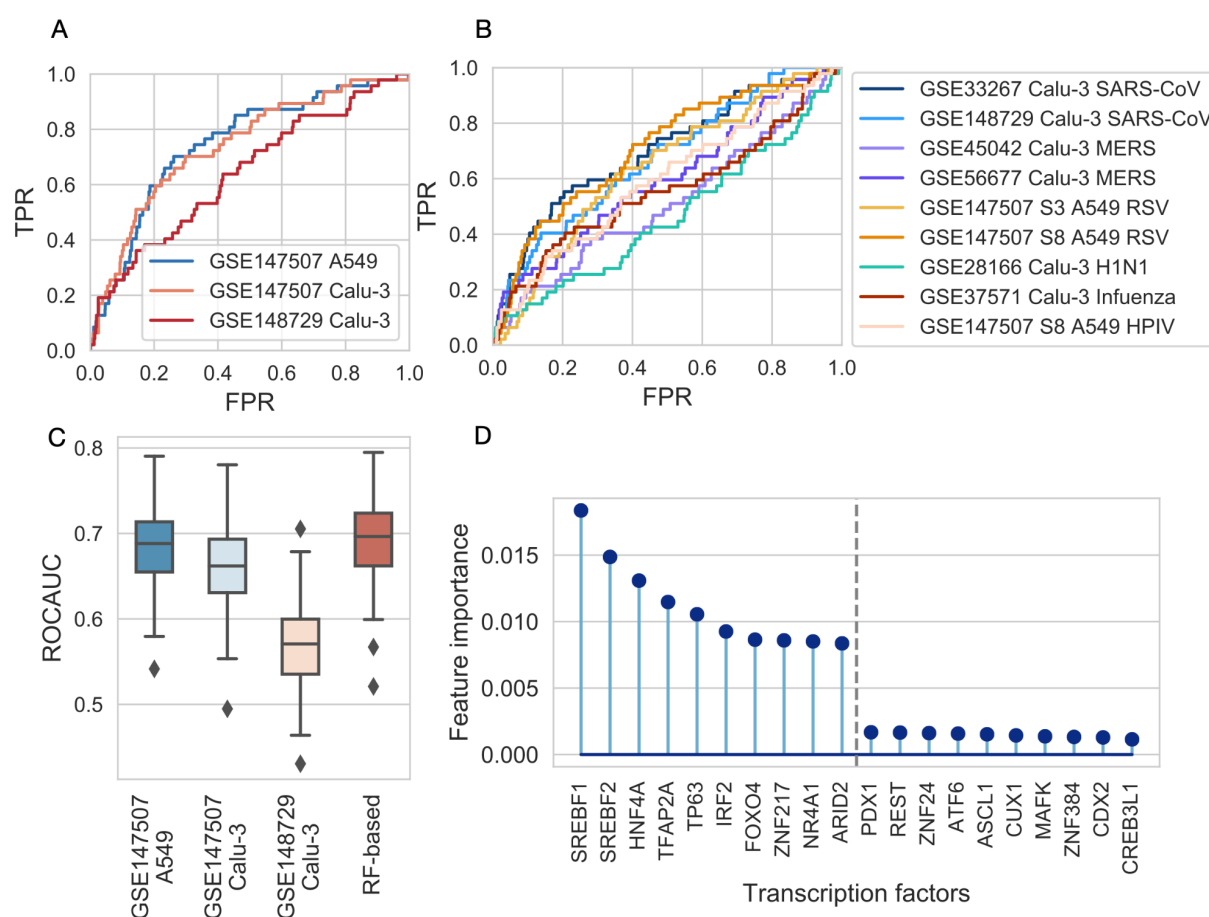 A
TPR
1.0
0.8
0.6
0.4
0.2
0.0
GSE147507 A549
GSE147507 Calu-3
GSE148729 Calu-3
0.0 0.2 0.4 0.6 0.8 1.0
FPR
B
TPR
1.0
0.8
0.6
0.4
0.2
0.0
0.0 0.2 0.4 0.6 0.8 1.0
FPR
GSE33267 Calu-3 SARS-CoV
GSE148729 Calu-3 SARS-CoV
GSE45042 Calu-3 MERS
GSE56677 Calu-3 MERS
GSE147507 S3 A549 RSV
GSE147507 S8 A549 RSV
GSE28166 Calu-3 H1N1
GSE37571 Calu-3 Infuenza
GSE147507 S8 A549 HPIV
C
ROCAUC
0.8
0.7
0.6
0.5
GSE147507
A549
GSE147507
Calu-3
GSE148729
Calu-3
RF-based
D
Feature importance
0.015
0.010
0.005
0.000
SREBF1
SREBF2
HNF4A
TFAP2A
TP63
IRF2
FOXO4
ZNF217
NR4A1
ARID2
PDX1
REST
ZNF24
ATF6
ASCL1
CUX1
MAFK
ZNF384
CDX2
CREB3L1
Transcription factors